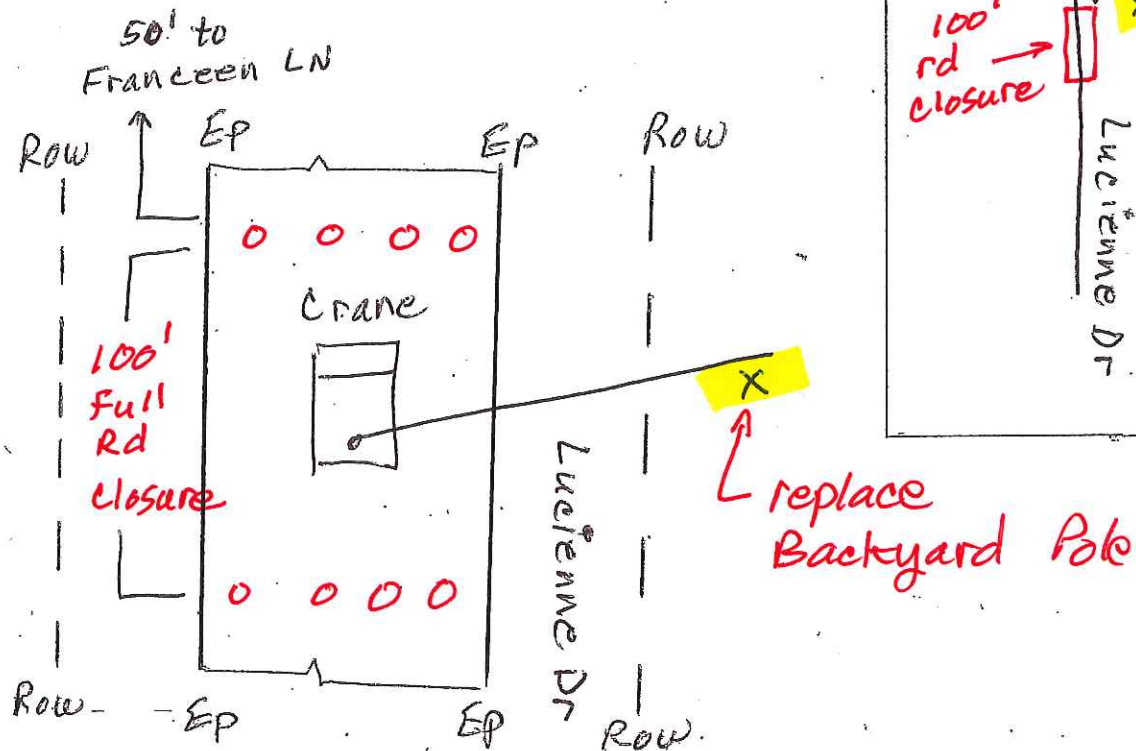 50' to
Franceen LN
Row
Ep
Ep
Row
Crane
100'
Full
Rd
closure
X
replace
Backyard Pole
Lucienne Dr
Row
Ep
Ep
Row.
100'
rd
closure
Lucienne Dr